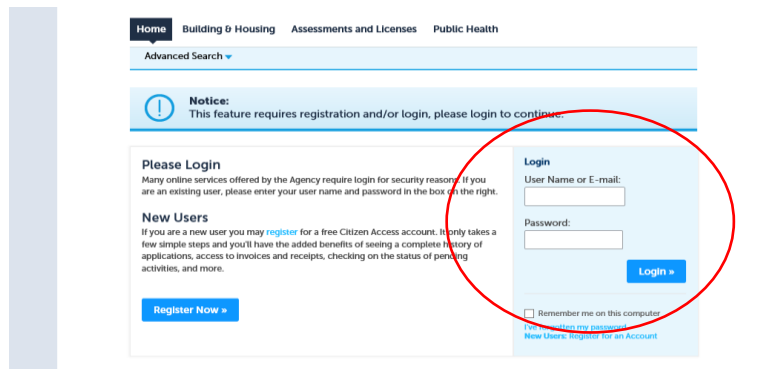 Home Building & Housing Assessments and Licenses Public Health
Advanced Search
Notice:
This feature requires registration and/or login, please login to continue.
Please Login
Many online services offered by the Agency require login for security reasons. If you
are an existing user, please enter your user name and password in the box on the right.
New Users
If you are a new user you may register for a free Citizen Access account. It only takes a
few simple steps and you'll have the added benefits of seeing a complete history of
applications, access to invoices and receipts, checking on the status of pending
activities, and more.
Register Now »
Login
User Name or E-mail:
Password:
Login »
Remember me on this computer
I've forgotten my password
New Users: Register for an Account